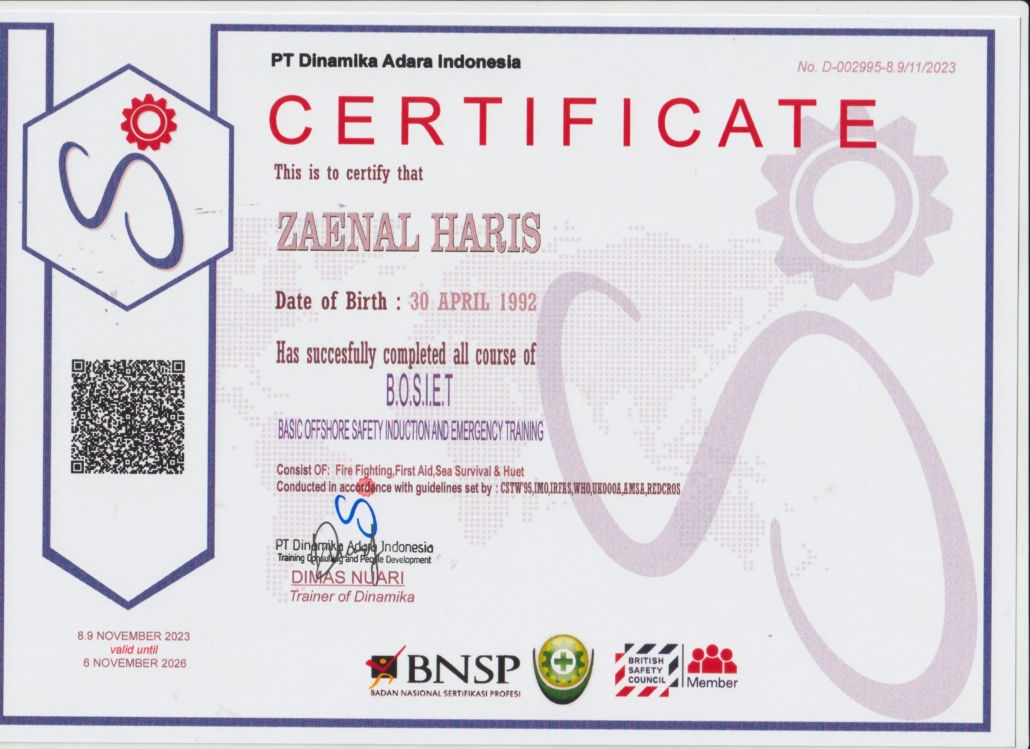 PT Dinamika Adara Indonesia
No. D-002995-8.9/11/2023
CERTIFICATE
This is to certify that
ZAENAL HARIS
Date of Birth : 30 APRIL 1992
Has succesfully completed all course of
B.O.S.I.E.T
BASIC OFFSHORE SAFETY INDUCTION AND EMERGENCY TRAINING
Consist OF: Fire Fighting,First Aid,Sea Survival & Huet
Conducted in accordance with guidelines set by : CSTW'95,IMO,IRFAS,WHO,UKOOOA,AMSA,REDCROS
PT Dinamika Adara Indonesia
Training Consulting and People Development
DIMAS NUARI
Trainer of Dinamika
8.9 NOVEMBER 2023
valid until
6 NOVEMBER 2026
BNSP
BADAN NASIONAL SERTIFIKASI PROFESI
BRITISH
SAFETY
COUNCIL
Member